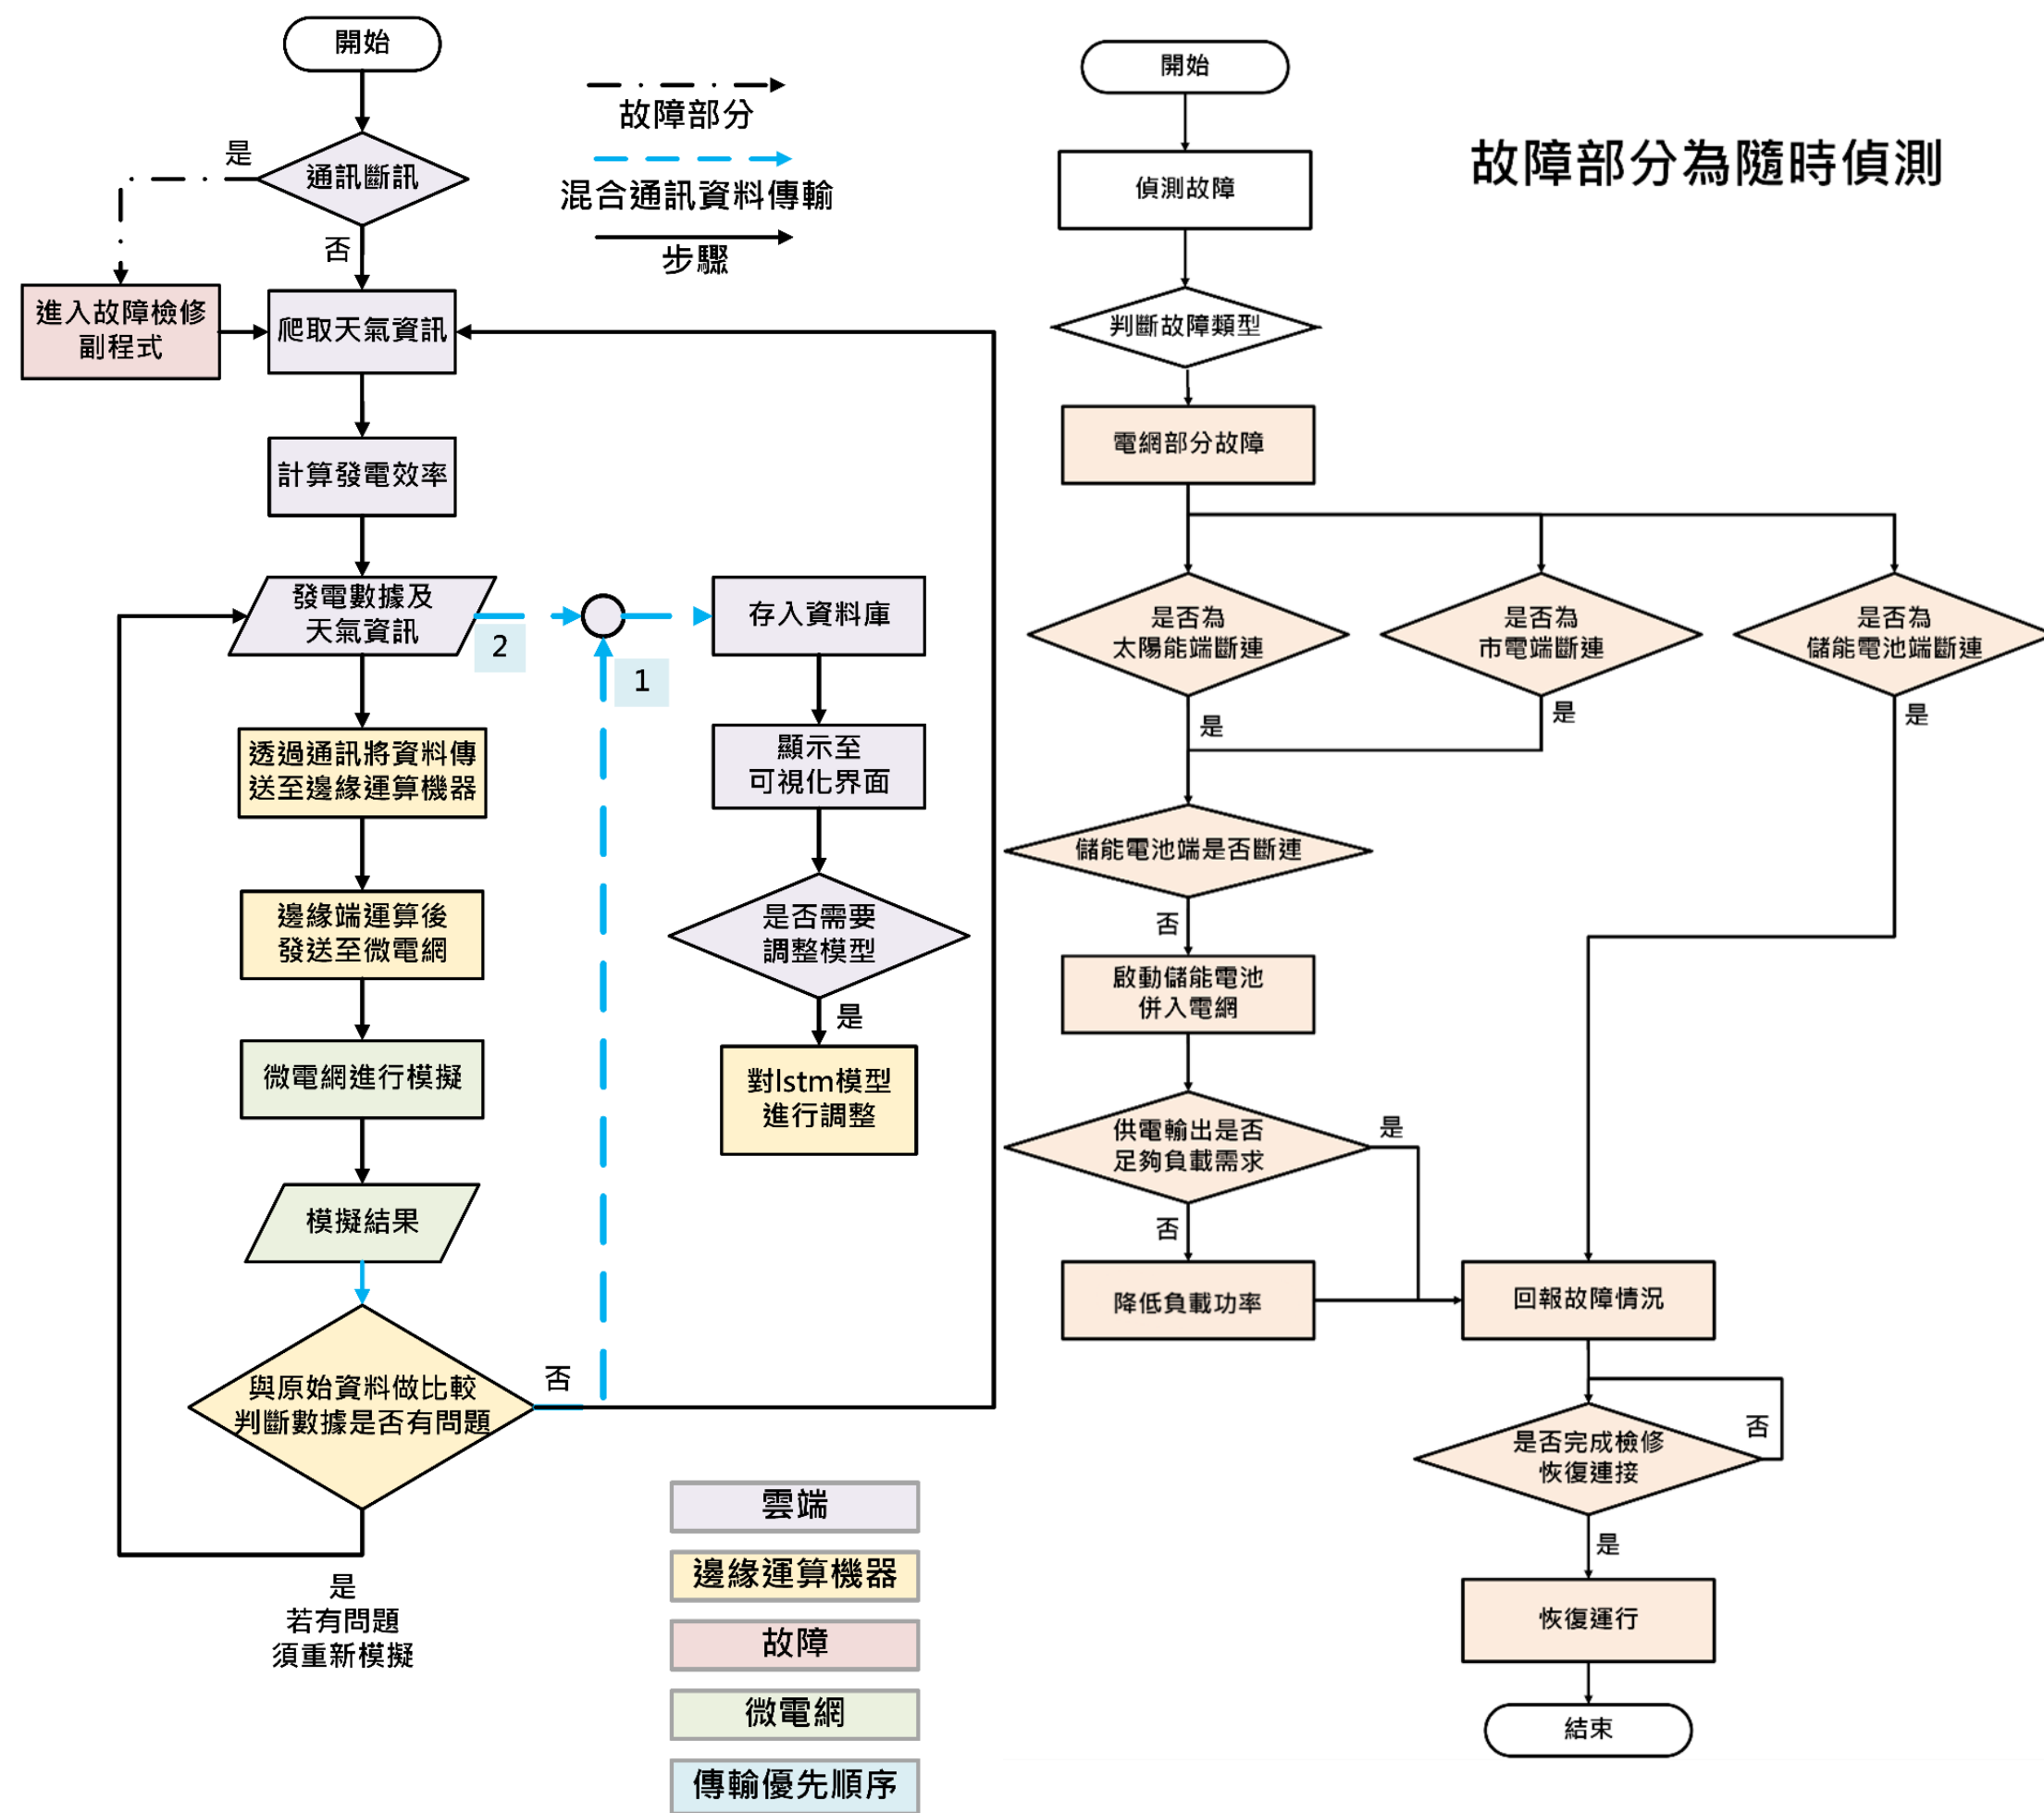 開始
是
通訊斷訊
否
進入故障檢修
副程式
爬取天氣資訊
計算發電效率
發電數據及
天氣資訊
2
1
透過通訊將資料傳
送至邊緣運算機器
邊緣端運算後
發送至微電網
微電網進行模擬
模擬結果
與原始資料做比較
判斷數據是否有問題
否
是
若有問題
須重新模擬
故障部分
混合通訊資料傳輸
步驟
存入資料庫
顯示至
可視化界面
是否需要
調整模型
是
對lstm模型
進行調整
雲端
邊緣運算機器
故障
微電網
傳輸優先順序
故障部分為隨時偵測
開始
偵測故障
判斷故障類型
電網部分故障
是否為
太陽能端斷連
是否為
市電端斷連
是否為
儲能電池端斷連
是
是
是
儲能電池端是否斷連
否
啟動儲能電池
併入電網
供電輸出是否
足夠負載需求
是
否
降低負載功率
回報故障情況
是否完成檢修
恢復連接
否
是
恢復運行
結束